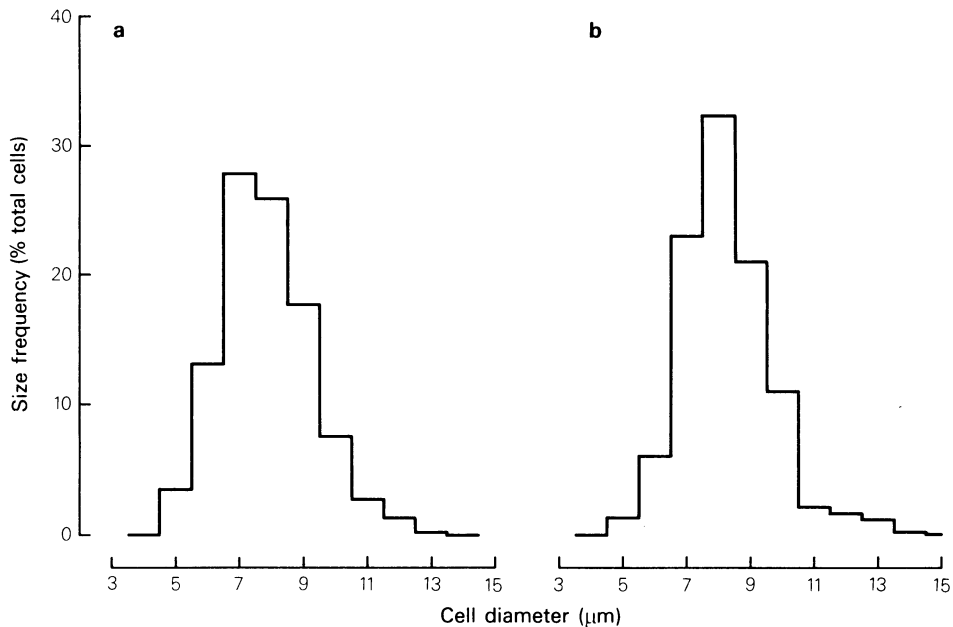 a
b
40
30
20
10
0
Size frequency (% total cells)
3 5 7 9 11 13 15
3 5 7 9 11 13 15
Cell diameter (μm)